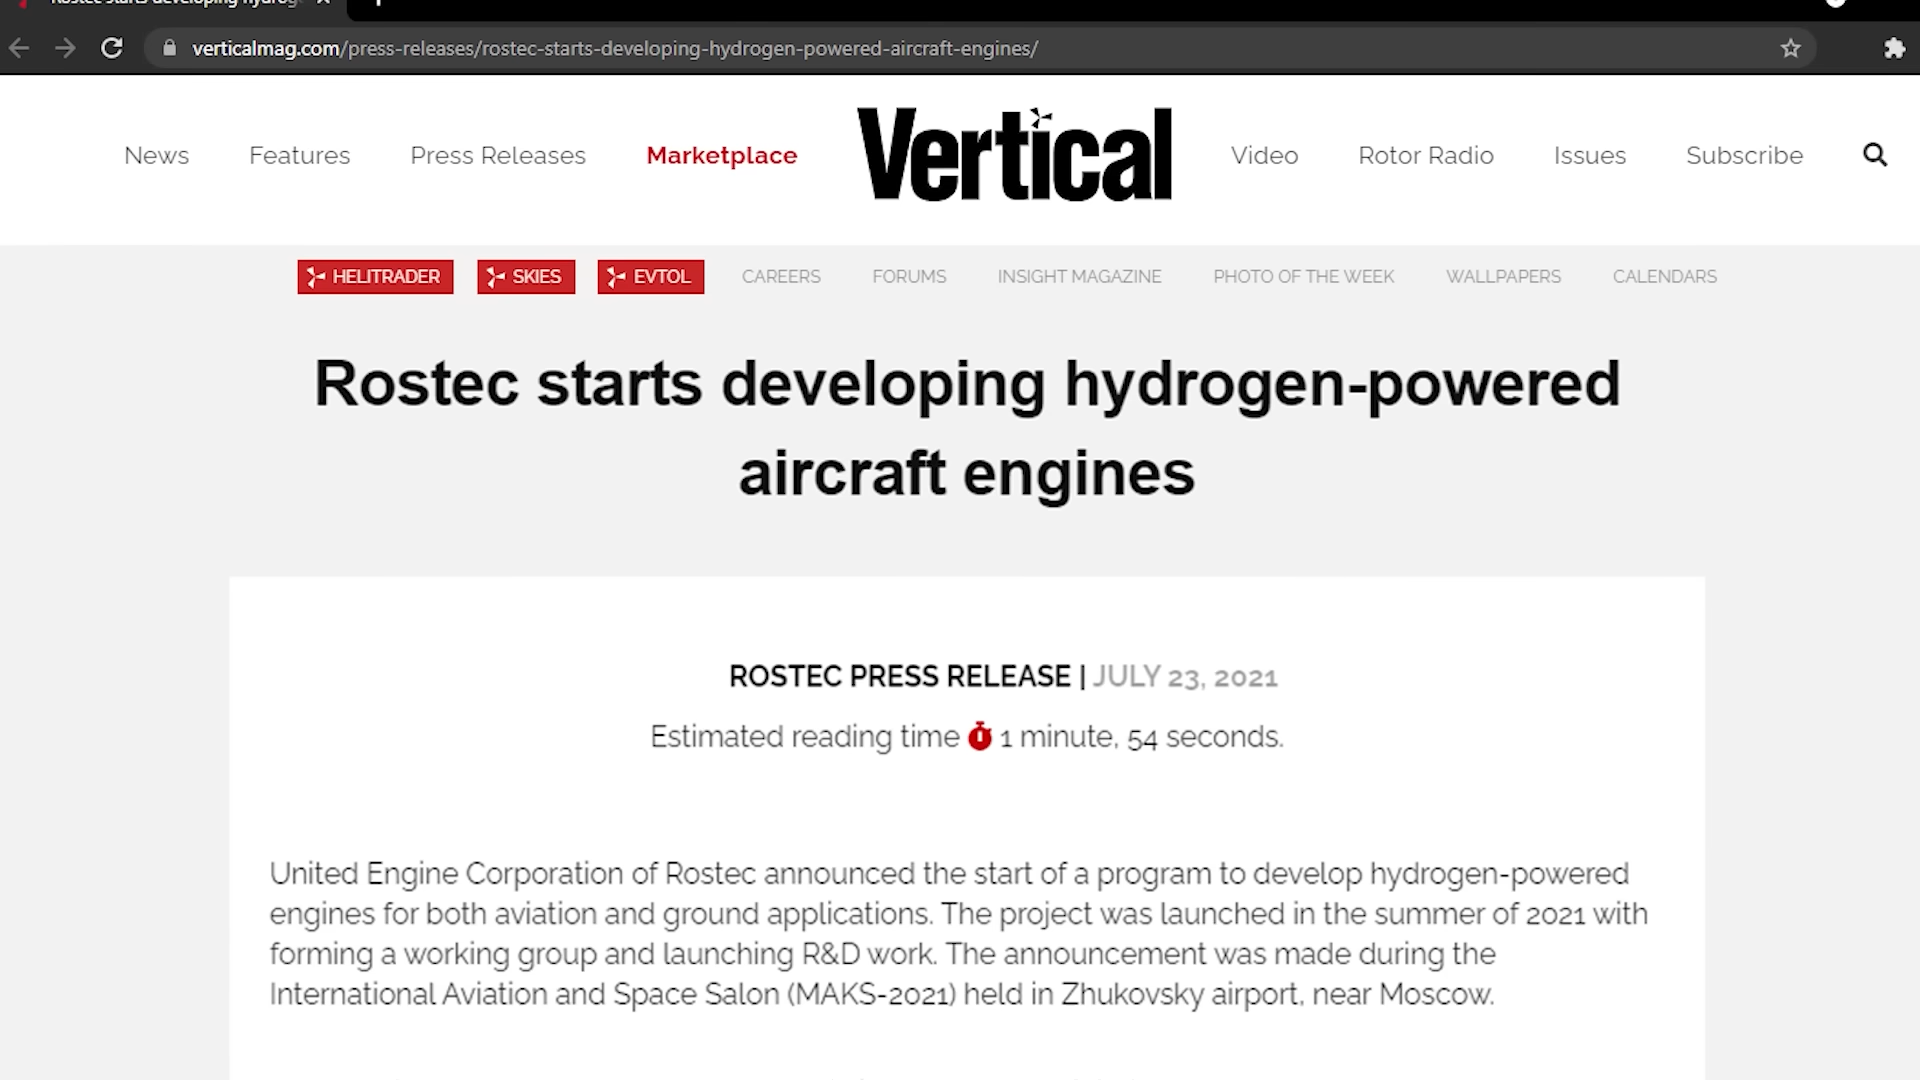 Rostec starts developing hydroge
verticalmag.com/press-releases/rostec-starts-developing-hydrogen-powered-aircraft-engines/
News Features Press Releases Marketplace Vertical Video Rotor Radio Issues Subscribe
HELITRADER SKIES EVTOL CAREERS FORUMS INSIGHT MAGAZINE PHOTO OF THE WEEK WALLPAPERS CALENDARS
Rostec starts developing hydrogen-powered
aircraft engines
ROSTEC PRESS RELEASE | JULY 23, 2021
Estimated reading time 1 minute, 54 seconds.
United Engine Corporation of Rostec announced the start of a program to develop hydrogen-powered
engines for both aviation and ground applications. The project was launched in the summer of 2021 with
forming a working group and launching R&D work. The announcement was made during the
International Aviation and Space Salon (MAKS-2021) held in Zhukovsky airport, near Moscow.